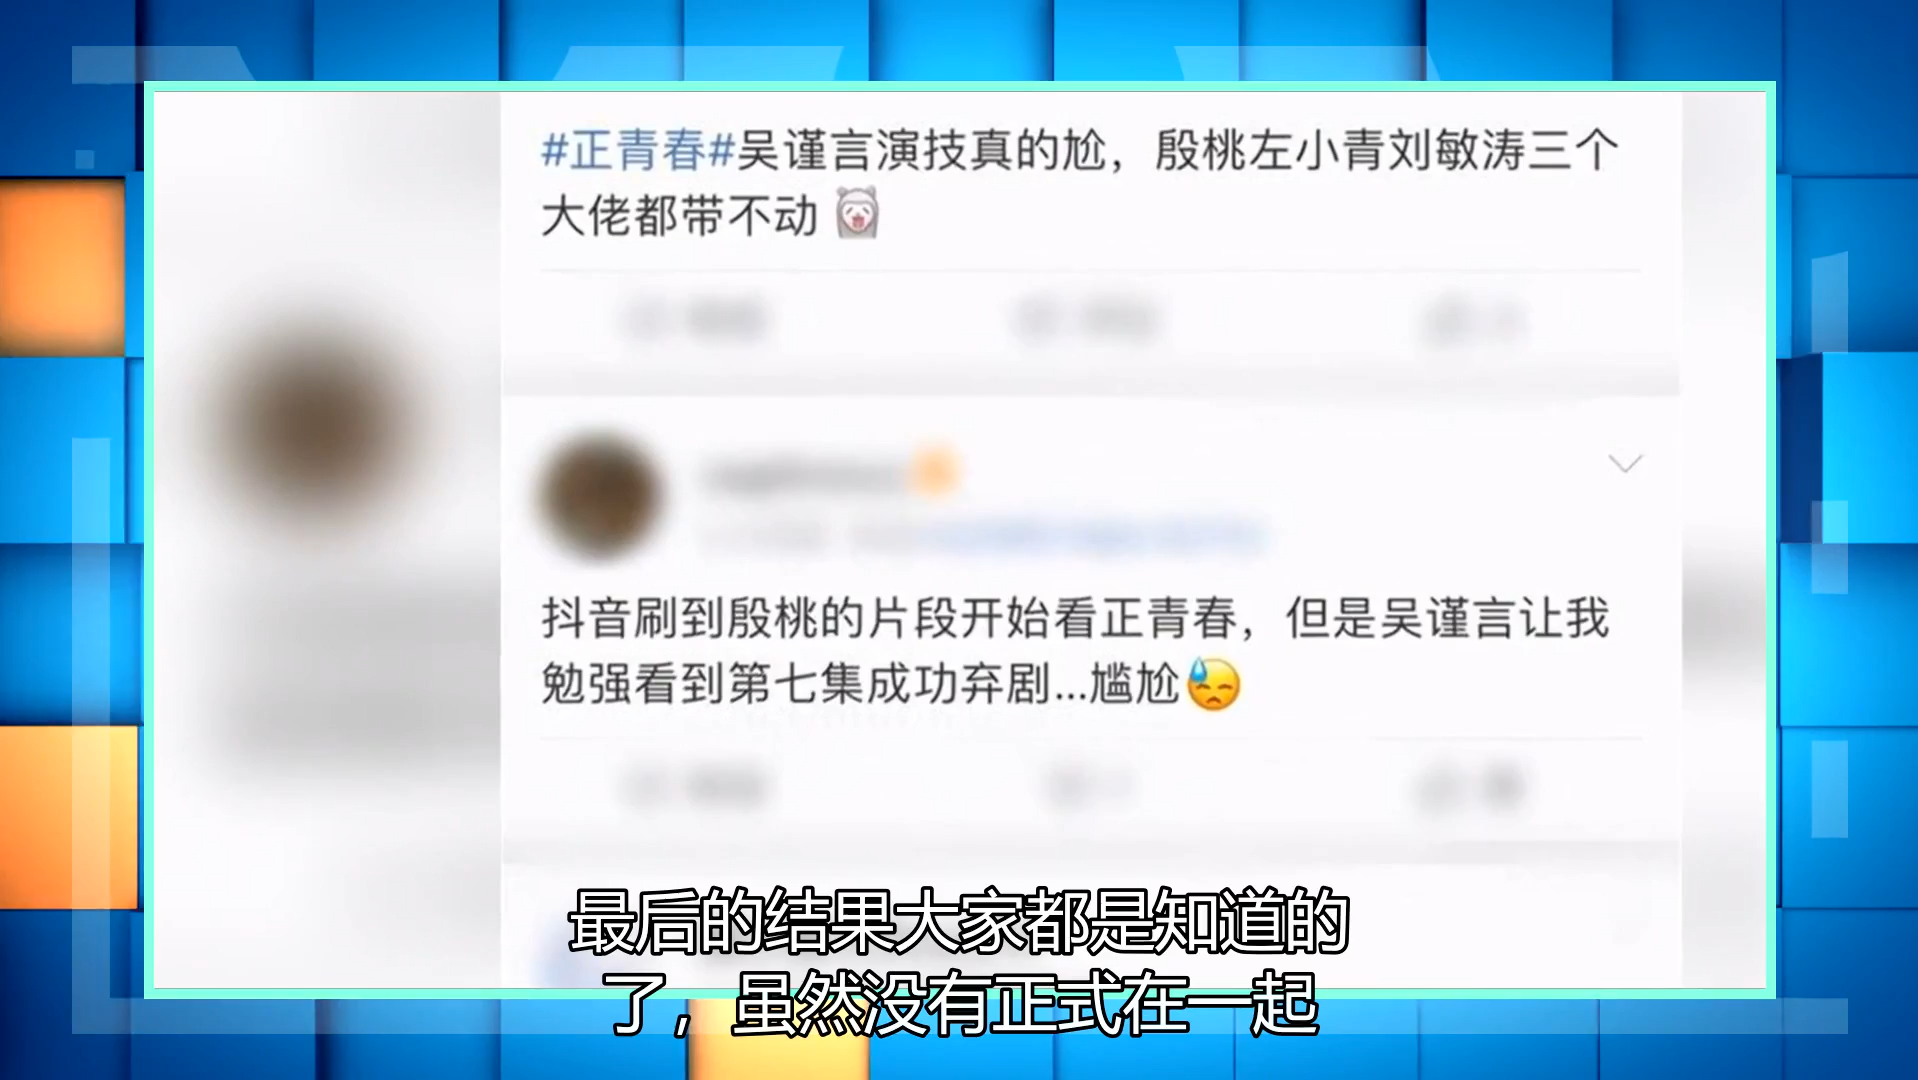 #正青春#吴谨言演技真的尬，殷桃左小青刘敏涛三个
大佬都带不动
抖音刷到殷桃的片段开始看正青春，但是吴谨言让我
勉强看到第七集成功弃剧...尴尬
最后的结果大家都是知道的
了，虽然没有正式在一起